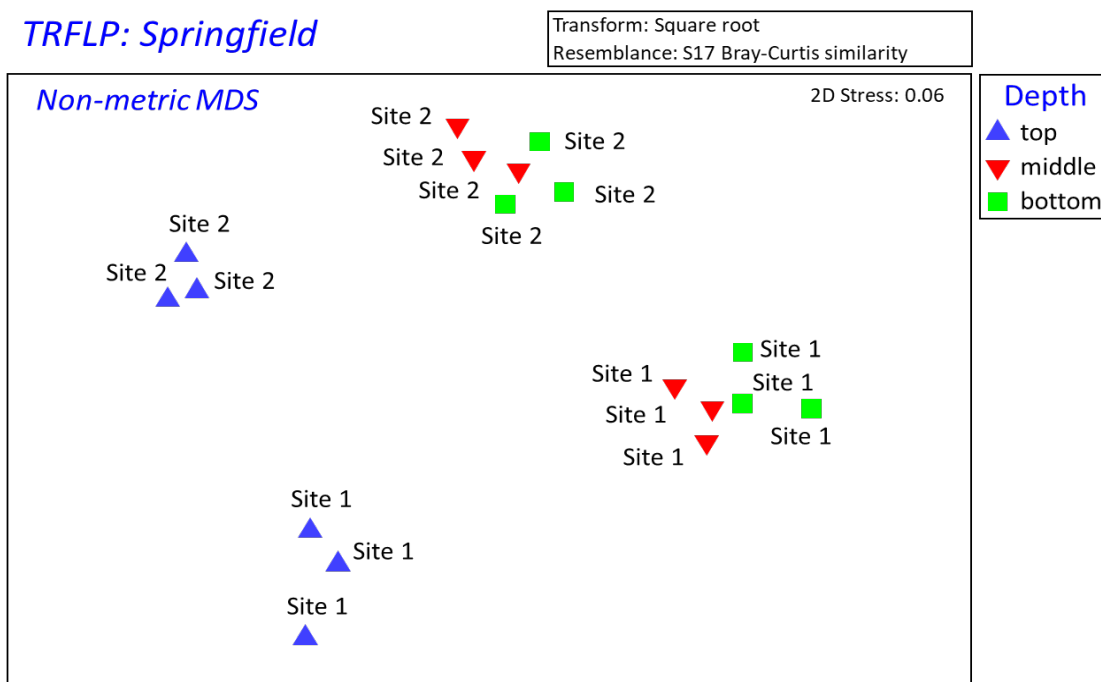 TRFLP: Springfield
Transform: Square root
Resemblance: S17 Bray-Curtis similarity
Non-metric MDS
2D Stress: 0.06
Depth
top
middle
bottom
Site 2
Site 2
Site 2
Site 2
Site 2
Site 2
Site 2
Site 2
Site 2
Site 1
Site 1
Site 1
Site 1
Site 1
Site 1
Site 1
Site 1
Site 1